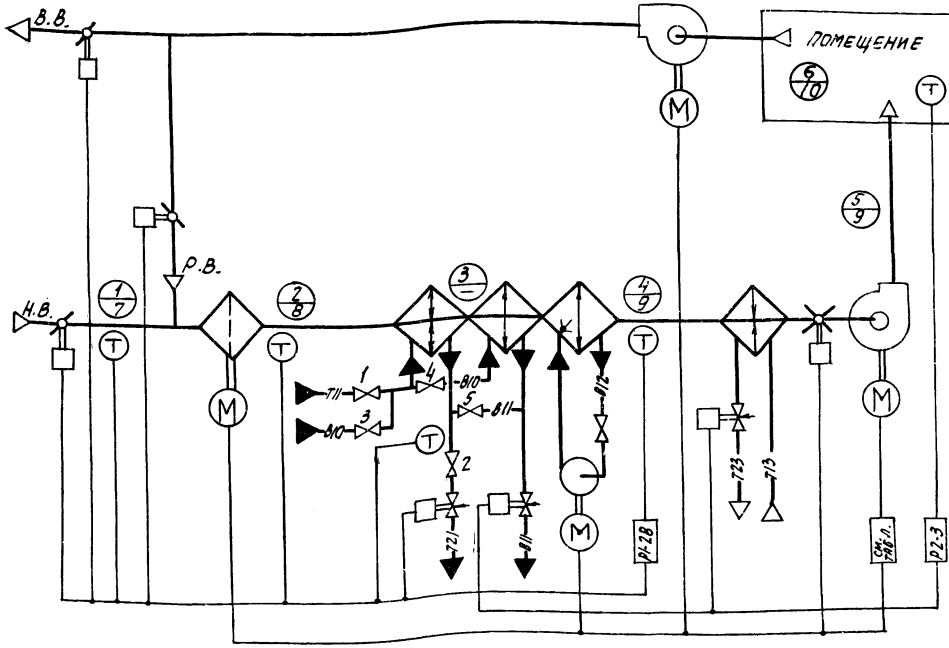 В.В.
ПОМЕЩЕНИЕ
6
10
Т
М
5
9
Р.В.
Н.В.
1
7
2
8
3
—
4
9
Т
Т
Т
М
Т11
1
4
В10
В10
3
5
В11
В12
Т
2
М
М
Т21
В11
Т23
Т13
Р1-2В
СМ. ТАБЛ.
Р2-3